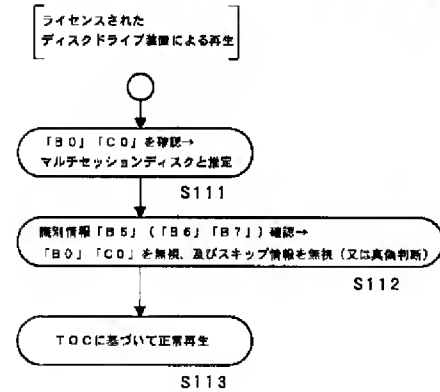 ライセンスされた
ディスクドライブ装置による再生
「B0」「C0」を確認→
マルチセッションディスクと推定
S111
識別情報「B5」(「B6」「B7」)確認→
「B0」「C0」を無視、及びスキップ情報を無視(又は真偽判断)
S112
TOCに基づいて正常再生
S113